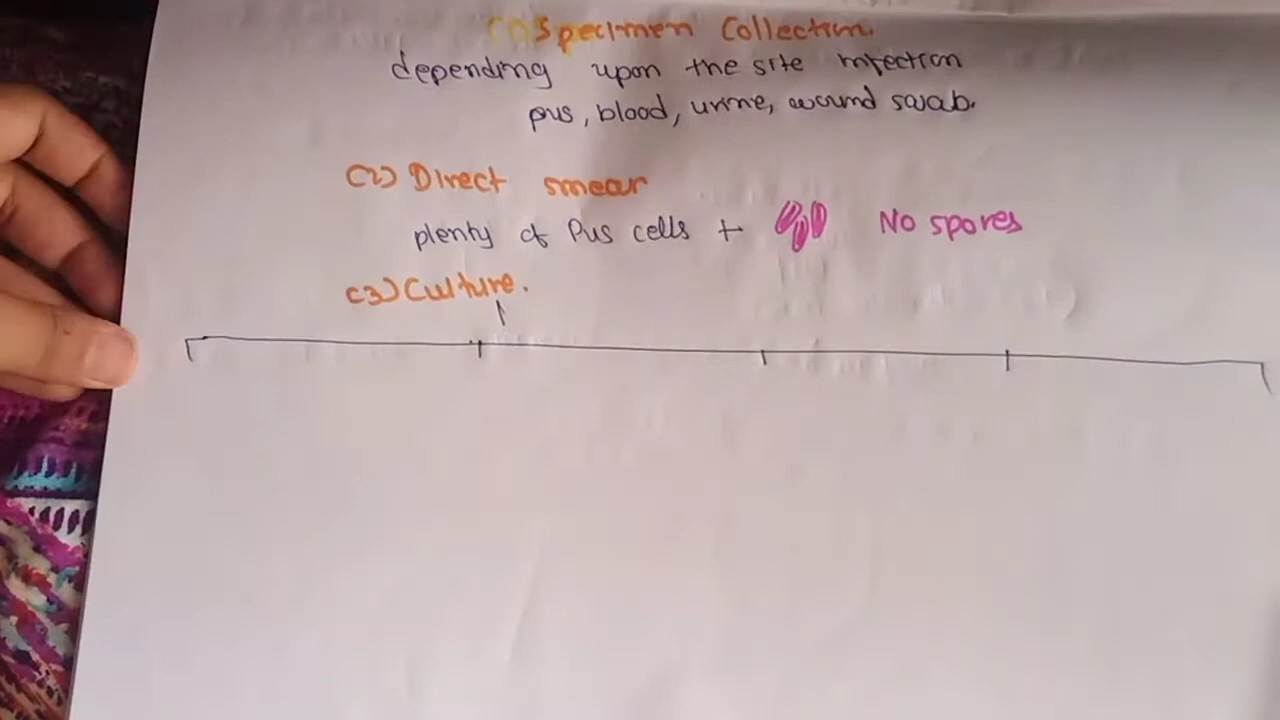 (1) Specimen Collection.
depending upon the site infection
pus, blood, urine, wound swab.
(2) Direct smear
plenty of Pus cells + No spores
(3) Culture.